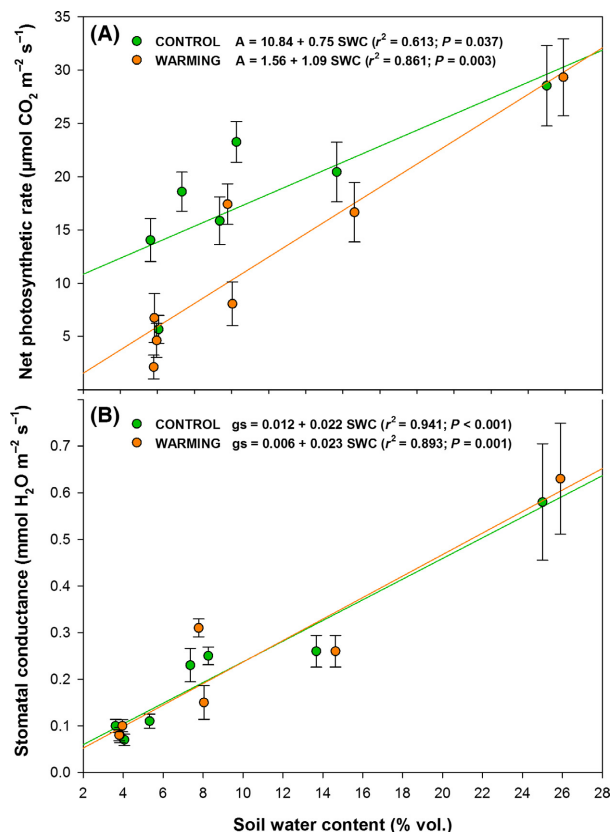 (A)
CONTROL A = 10.84 + 0.75 SWC (r² = 0.613; P = 0.037)
WARMING A = 1.56 + 1.09 SWC (r² = 0.861; P = 0.003)
Net photosynthetic rate (µmol CO₂ m⁻² s⁻¹)
35
30
25
20
15
10
5
(B)
CONTROL gs = 0.012 + 0.022 SWC (r² = 0.941; P < 0.001)
WARMING gs = 0.006 + 0.023 SWC (r² = 0.893; P = 0.001)
Stomatal conductance (mmol H₂O m⁻² s⁻¹)
0.7
0.6
0.5
0.4
0.3
0.2
0.1
0.0
2 4 6 8 10 12 14 16 18 20 22 24 26 28
Soil water content (% vol.)